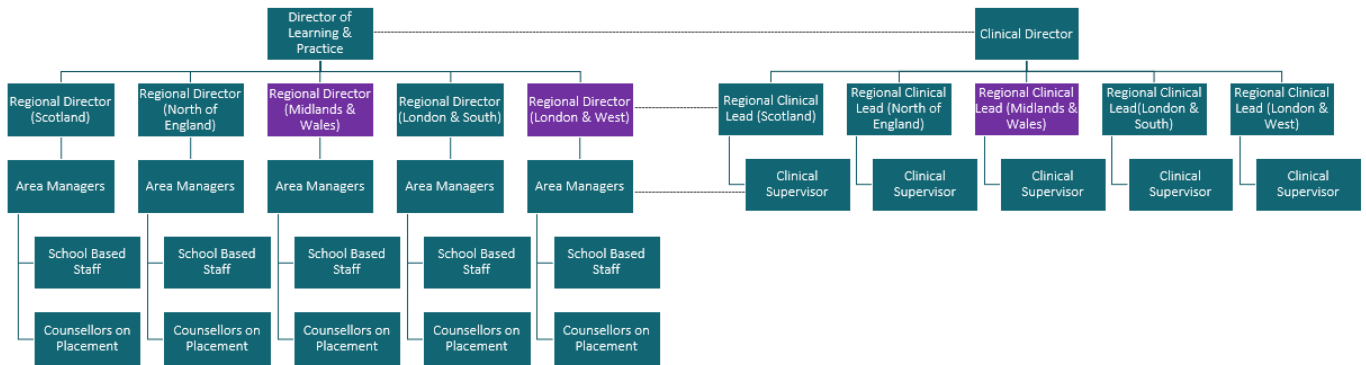 Director of
Learning &
Practice
Clinical Director
Regional Director
(Scotland)
Regional Director
(North of
England)
Regional Director
(Midlands &
Wales)
Regional Director
(London & South)
Regional Director
(London & West)
Regional Clinical
Lead (Scotland)
Regional Clinical
Lead (North of
England)
Regional Clinical
Lead (Midlands &
Wales)
Regional Clinical
Lead(London &
South)
Regional Clinical
Lead (London &
West)
Area Managers
Area Managers
Area Managers
Area Managers
Area Managers
Clinical
Supervisor
Clinical
Supervisor
Clinical
Supervisor
Clinical
Supervisor
Clinical
Supervisor
School Based
Staff
School Based
Staff
School Based
Staff
School Based
Staff
School Based
Staff
Counsellors on
Placement
Counsellors on
Placement
Counsellors on
Placement
Counsellors on
Placement
Counsellors on
Placement